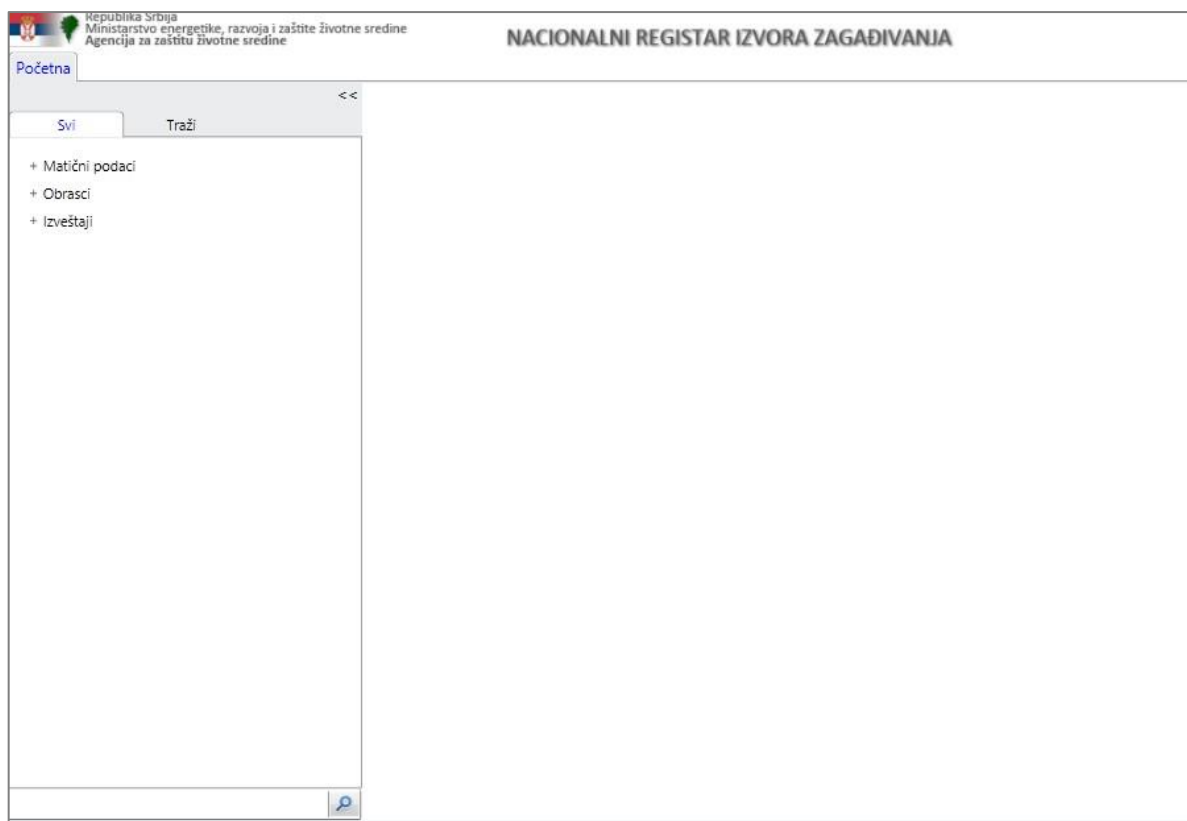 Republika Srbija
Ministarstvo energetike, razvoja i zaštite životne sredine
Agencija za zaštitu životne sredine
NACIONALNI REGISTAR IZVORA ZAGAĐIVANJA
Početna
<<
Svi Traži
+ Matični podaci
+ Obrasci
+ Izveštaji